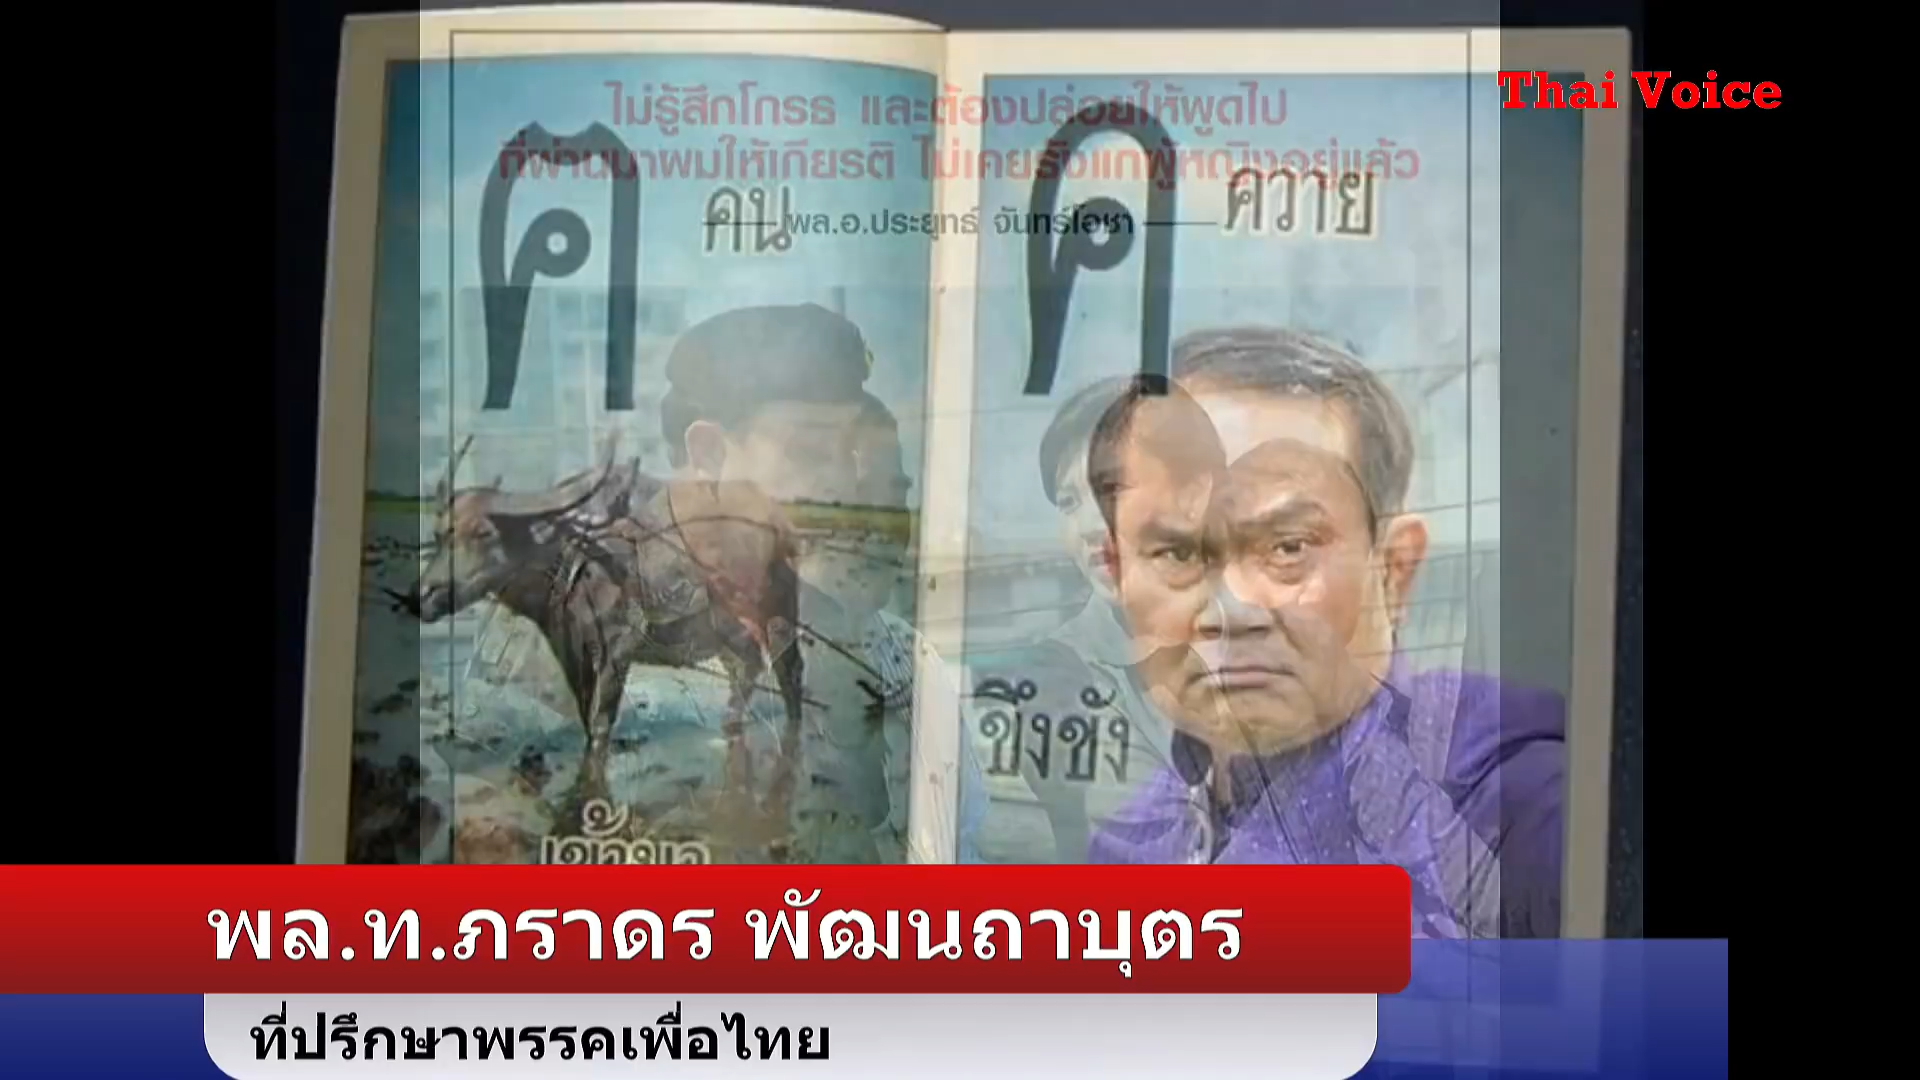 Thai Voice
ไม่รู้สึกโกรธ และต้องปล่อยให้พูดไป
ที่ผ่านมาผมให้เกียรติ ไม่เคยรังแกผู้หญิงอยู่แล้ว
พล.อ.ประยุทธ์ จันทร์โอชา
ฅ คน
ค ควาย
ขึงขัง
พล.ท.ภราดร พัฒนถาบุตร
ที่ปรึกษาพรรคเพื่อไทย